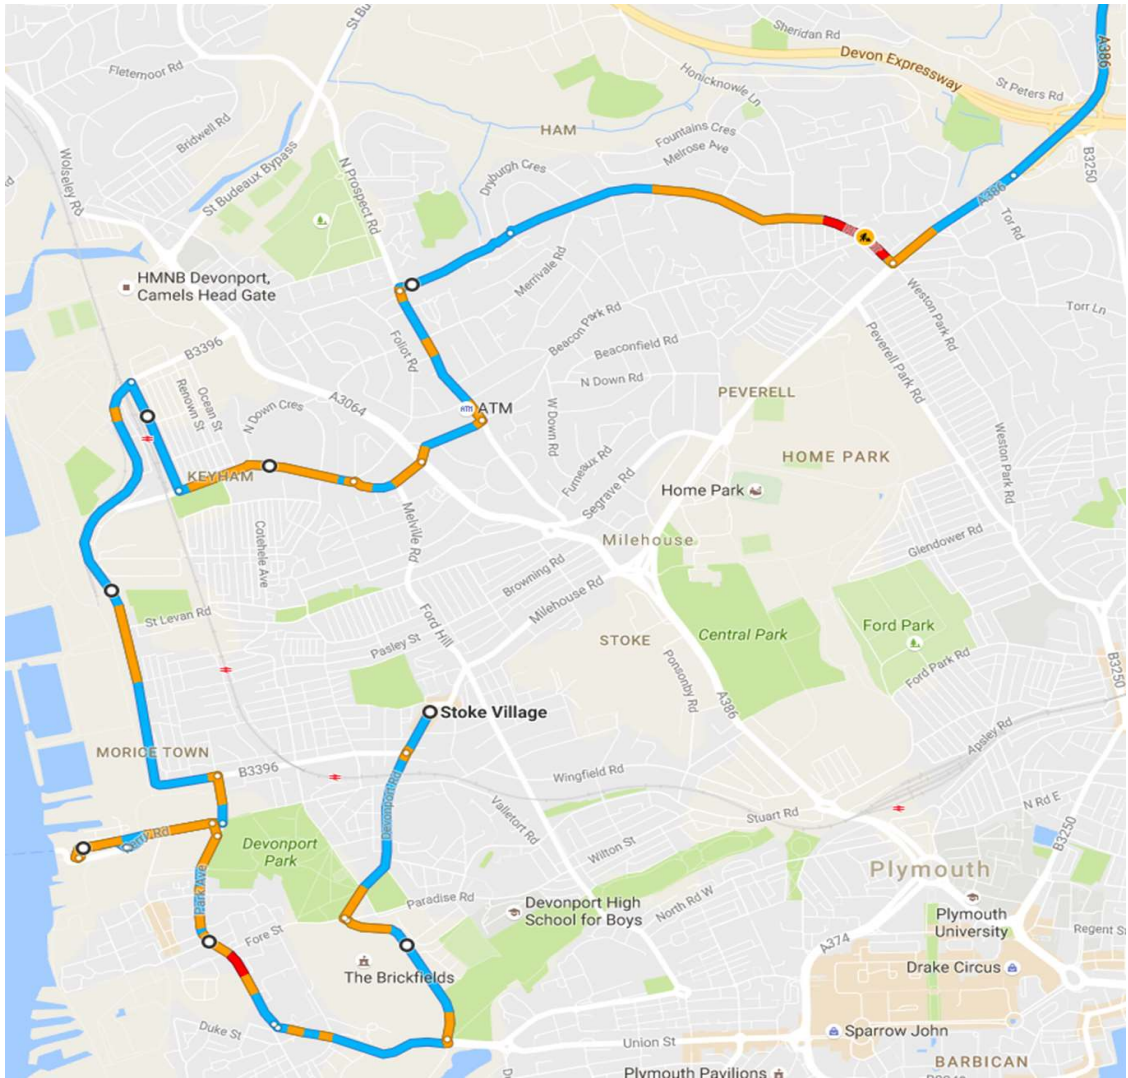 Sheridan Rd
St Bu
Devon Expressway
A386
Fletemoor Rd
Honicknowle Ln
St Peters Rd
HAM
Bridwell Rd
Fountains Cres
Melrose Ave
B3250
Wolseley Rd
St Budeaux Bypass
N Prospect Rd
Dryburgh Cres
A386
Tor Rd
HMNB Devonport,
Camels Head Gate
Merrivale Rd
Weston Park Rd
Torr Ln
Foliot Rd
Beacon Park Rd
Beaconfield Rd
Peverell Park Rd
B3396
N Down Rd
PEVERELL
Ocean St
Renown St
N Down Cres
A3064
ATM
W Down Rd
HOME PARK
Weston Park Rd
KEYHAM
Furneaux Rd
Segrave Rd
Home Park
Melville Rd
Milehouse
Glendower Rd
Cotehele Ave
Browning Rd
Milehouse Rd
St Levan Rd
Ford Hill
STOKE
Central Park
Ford Park
Pasley St
Ponsonby Rd
Ford Park Rd
B3250
Stoke Village
A386
Apsley Rd
MORICE TOWN
B3396
Wingfield Rd
Devonport Rd
Valletort Rd
Stuart Rd
N Rd E
B3250
Ferry Rd
Devonport
Park
Wilton St
Plymouth
Park Ave
Paradise Rd
Devonport High
School for Boys
North Rd W
Plymouth
University
Fore St
Regent St
A374
The Brickfields
Drake Circus
Duke St
Union St
Sparrow John
BARBICAN
Plymouth Pavilions